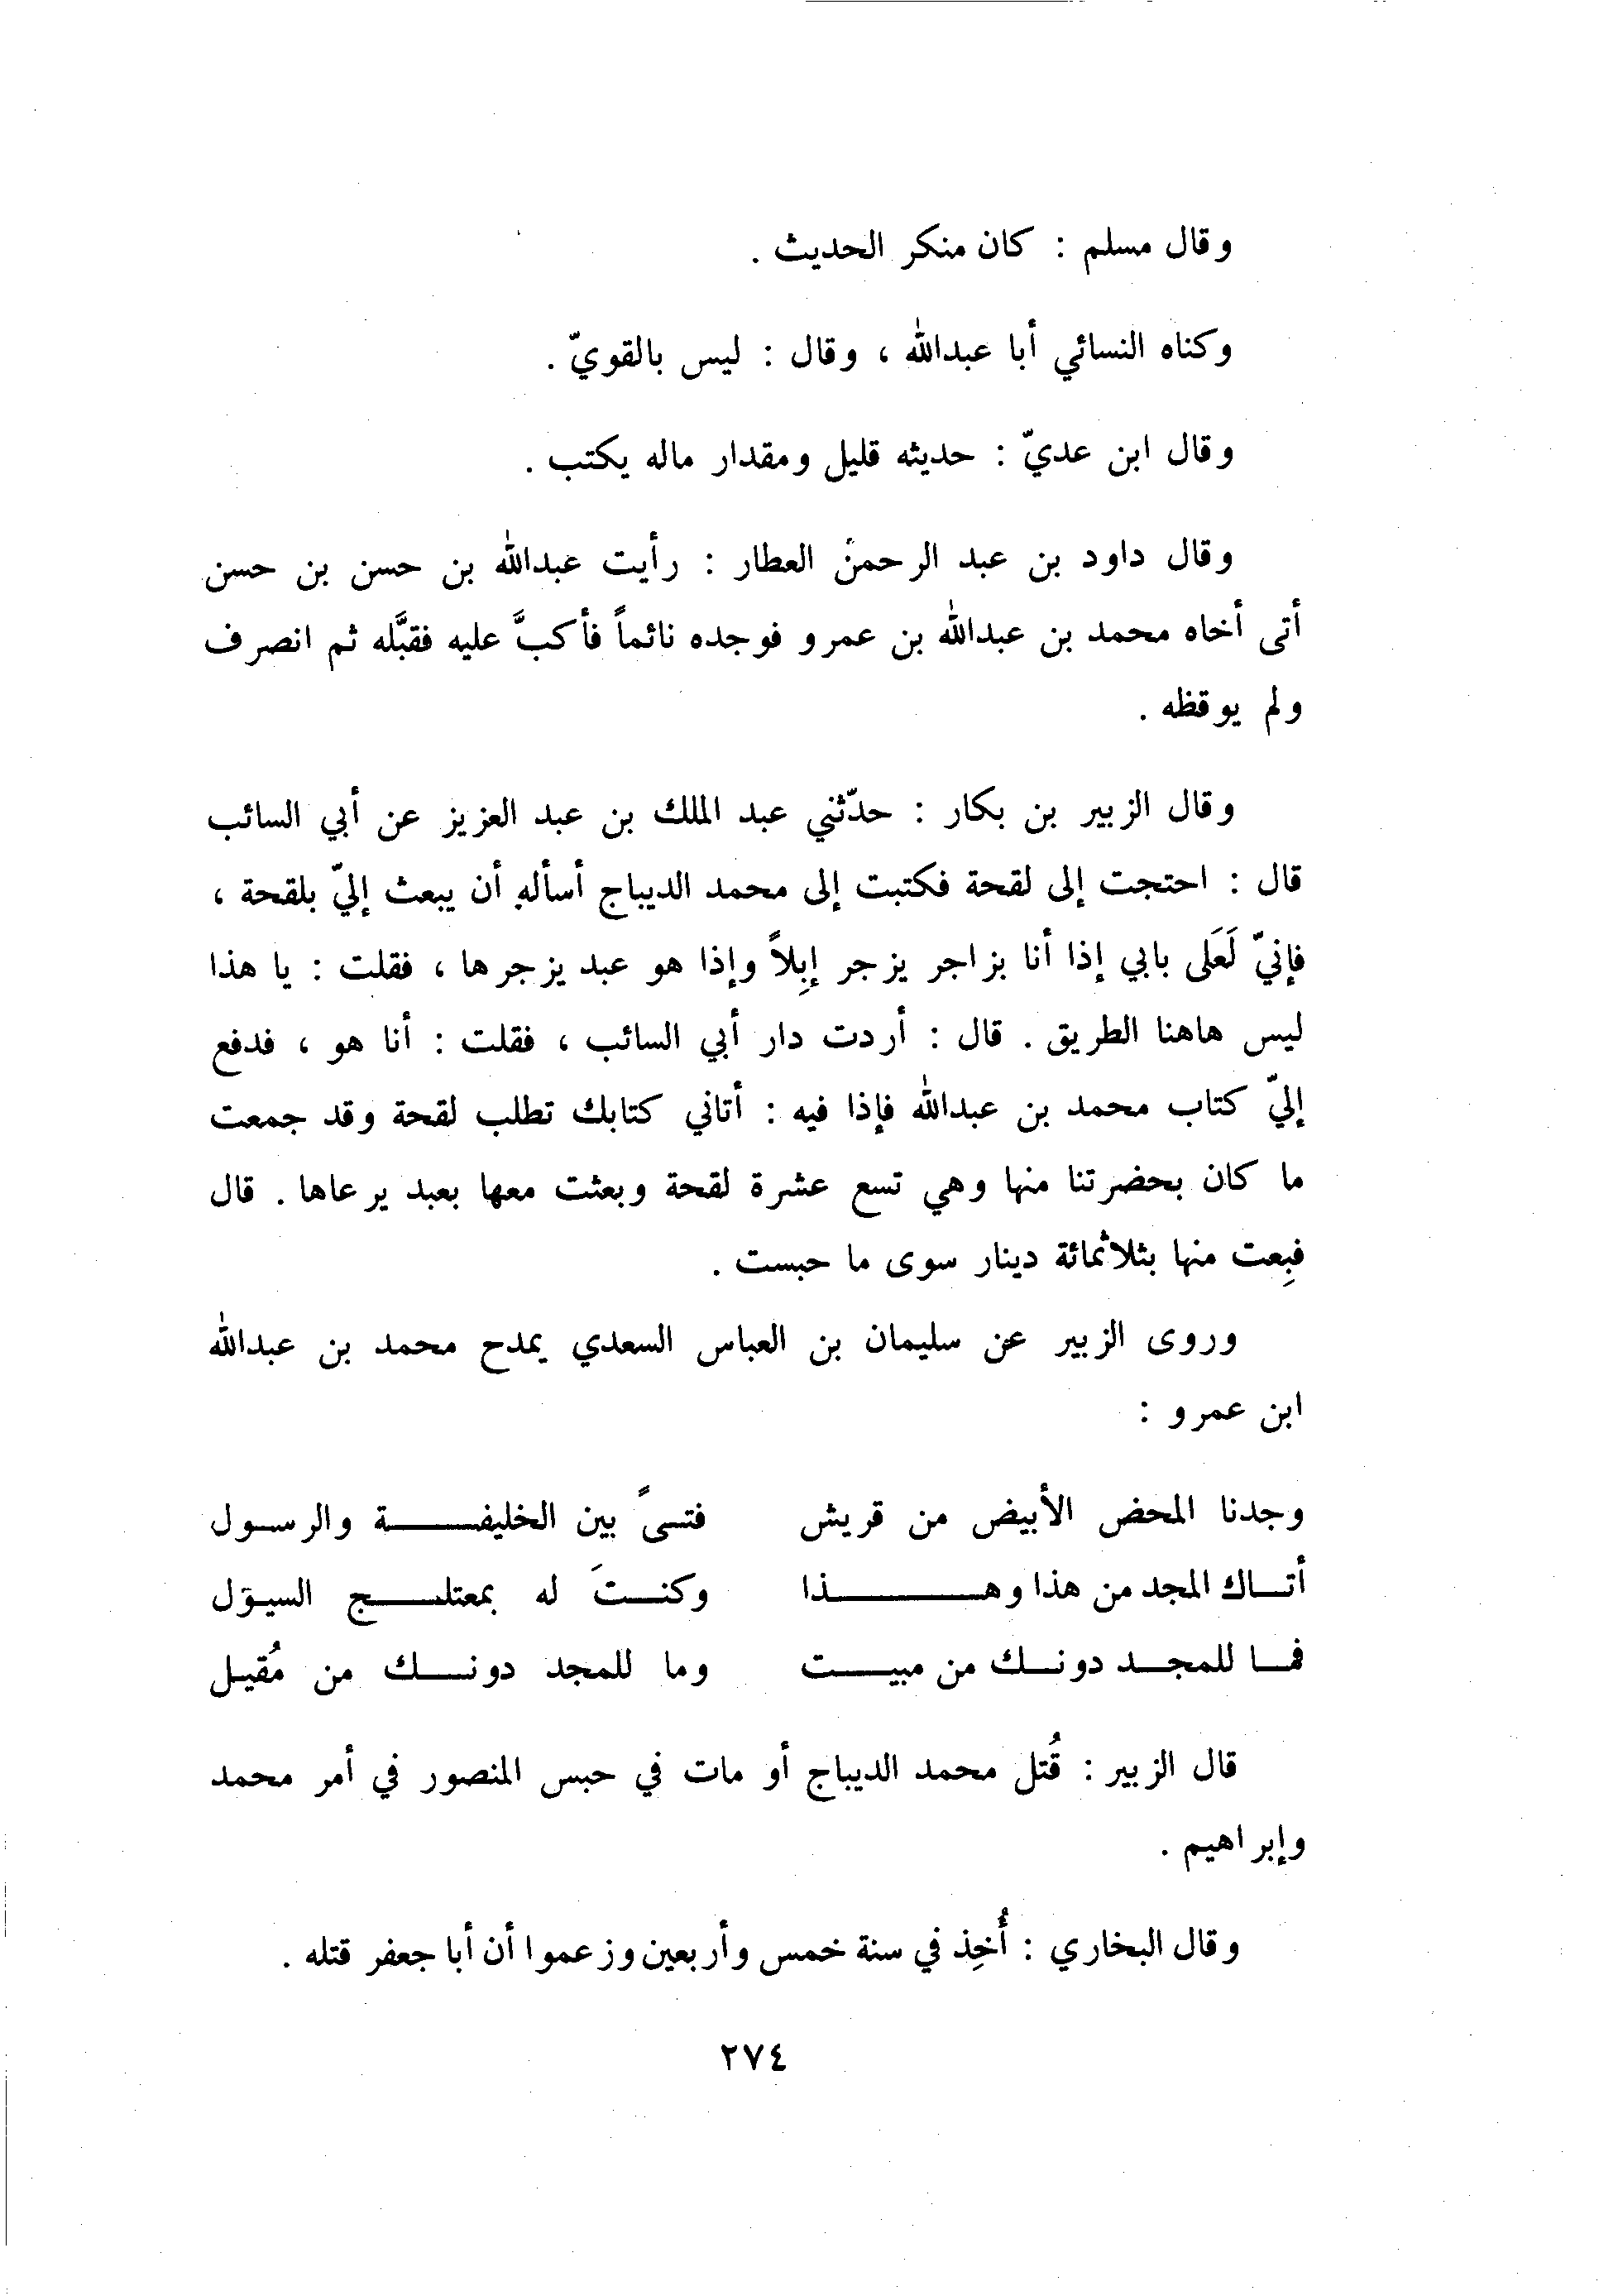 وقال مسلم : كان منكر الحديث .
وكناه النسائي أبا عبدالله ، وقال : ليس بالقويّ .
وقال ابن عديّ : حديثه قليل ومقدار ماله يكتب .
وقال داود بن عبد الرحمنُ العطار : رأيت عبدالله بن حسن بن حسن
أتى أخاه محمد بن عبدالله بن عمرو فوجده نائماً فأكبَّ عليه فقبَّله ثم انصرف
ولم يوقظه .
وقال الزبير بن بكار : حدّثني عبد الملك بن عبد العزيز عن أبي السائب
قال : احتجت إلى لقحة فكتبت إلى محمد الديباج أسأله أن يبعث إليّ بلقحة ،
فإنيّ لَعَلى بابي إذا أنا بزاجر يزجر إبِلاً وإذا هو عبد يزجرها ، فقلت : يا هذا
ليس هاهنا الطريق . قال : أردت دار أبي السائب ، فقلت : أنا هو ، فدفع
إليّ كتاب محمد بن عبدالله فإذا فيه : أتاني كتابك تطلب لقحة وقد جمعت
ما كان بحضرتنا منها وهي تسع عشرة لقحة وبعثت معها بعبد يرعاها . قال
فبِعت منها بثلاثمائة دينار سوى ما حبست .
وروى الزبير عن سليمان بن العباس السعدي يمدح محمد بن عبدالله
ابن عمرو :
وجدنا المحض الأبيض من قريش فتىً بين الخليفة والرسول
أتاك المجد من هذا وهذا وكنتَ له بمعتلج السيوَل
فما للمجد دونك من مبيت وما للمجد دونك من مُقيل
قال الزبير : قُتل محمد الديباج أو مات في حبس المنصور في أمر محمد
وإبراهيم .
وقال البخاري : أُخِذ في سنة خمس وأربعين وزعموا أن أبا جعفر قتله .
٢٧٤